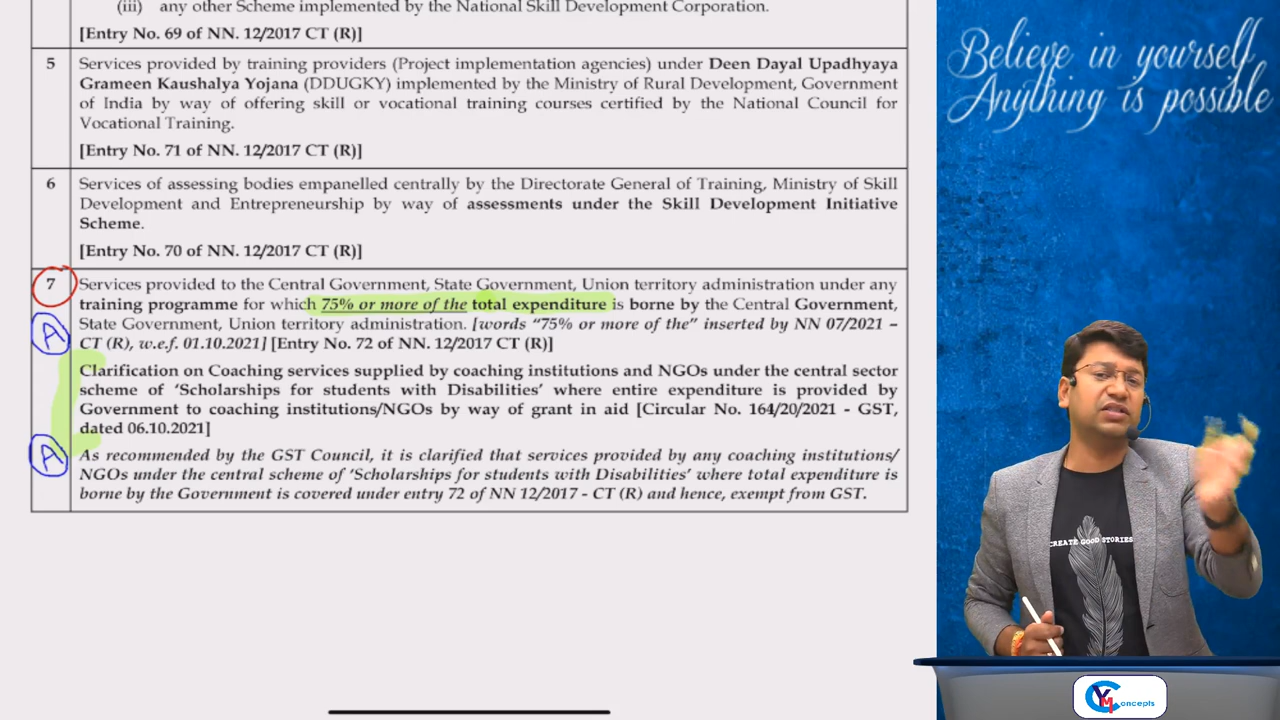 (iii) any other Scheme implemented by the National Skill Development Corporation.
[Entry No. 69 of NN. 12/2017 CT (R)]
5
Services provided by training providers (Project implementation agencies) under Deen Dayal Upadhyaya
Grameen Kaushalya Yojana (DDUGKY) implemented by the Ministry of Rural Development, Government
of India by way of offering skill or vocational training courses certified by the National Council for
Vocational Training.
[Entry No. 71 of NN. 12/2017 CT (R)]
6
Services of assessing bodies empanelled centrally by the Directorate General of Training, Ministry of Skill
Development and Entrepreneurship by way of assessments under the Skill Development Initiative
Scheme.
[Entry No. 70 of NN. 12/2017 CT (R)]
7
Services provided to the Central Government, State Government, Union territory administration under any
training programme for which 75% or more of the total expenditure is borne by the Central Government,
State Government, Union territory administration. [words “75% or more of the” inserted by NN 07/2021 –
CT (R), w.e.f. 01.10.2021] [Entry No. 72 of NN. 12/2017 CT (R)]
A
Clarification on Coaching services supplied by coaching institutions and NGOs under the central sector
scheme of ‘Scholarships for students with Disabilities’ where entire expenditure is provided by
Government to coaching institutions/NGOs by way of grant in aid [Circular No. 164/20/2021 - GST,
dated 06.10.2021]
A
As recommended by the GST Council, it is clarified that services provided by any coaching institutions/
NGOs under the central scheme of ‘Scholarships for students with Disabilities’ where total expenditure is
borne by the Government is covered under entry 72 of NN 12/2017 - CT (R) and hence, exempt from GST.
Believe in yourself
Anything is possible
CREATE GOOD STORIES
CYM
oncepts